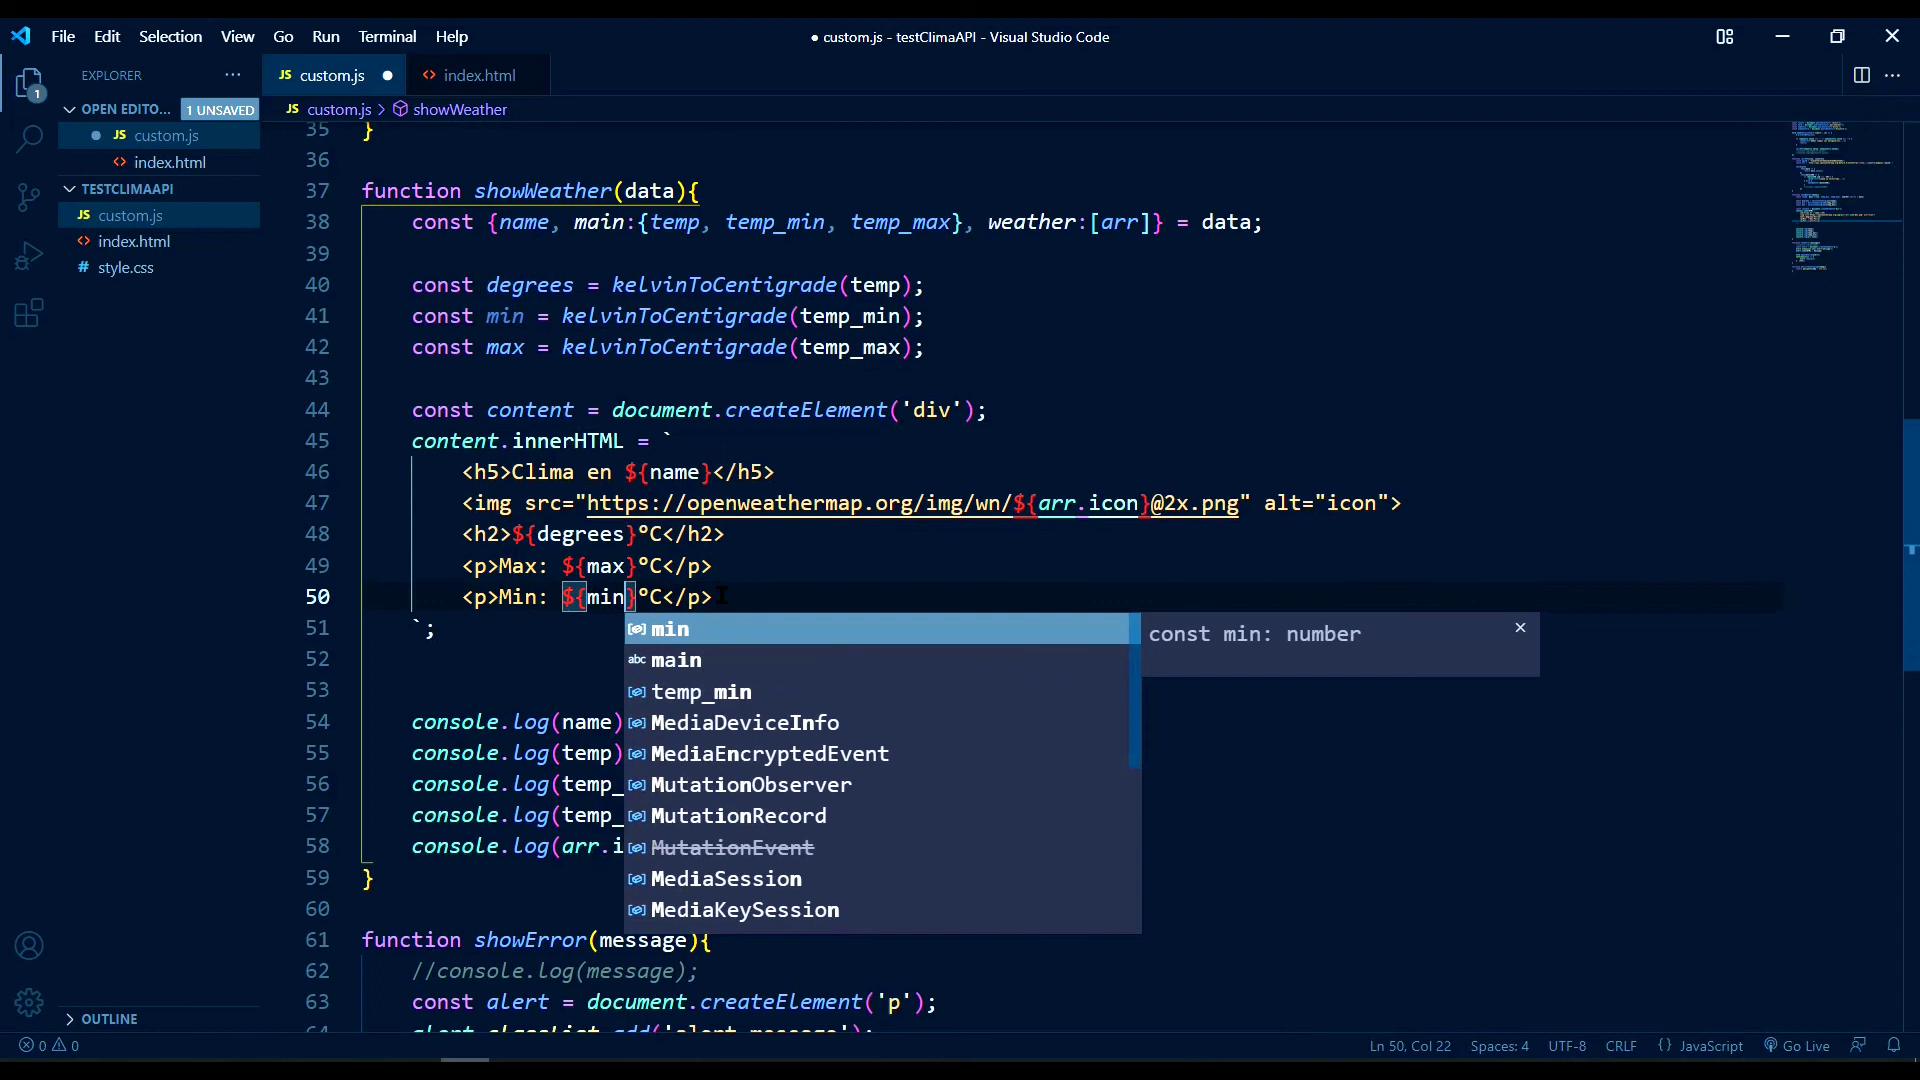 File Edit Selection View Go Run Terminal Help
● custom.js - testClimaAPI - Visual Studio Code
EXPLORER ···
JS custom.js ●
<> index.html
OPEN EDITO... 1 UNSAVED
● JS custom.js
<> index.html
TESTCLIMAAPI
JS custom.js
<> index.html
# style.css
OUTLINE
1
JS custom.js > showWeather
35 }
36
37 function showWeather(data){
38 const {name, main:{temp, temp_min, temp_max}, weather:[arr]} = data;
39
40 const degrees = kelvinToCentigrade(temp);
41 const min = kelvinToCentigrade(temp_min);
42 const max = kelvinToCentigrade(temp_max);
43
44 const content = document.createElement('div');
45 content.innerHTML = `
46 <h5>Clima en ${name}</h5>
47 <img src="https://openweathermap.org/img/wn/${arr.icon}@2x.png" alt="icon">
48 <h2>${degrees}°C</h2>
49 <p>Max: ${max}°C</p>
50 <p>Min: ${min}°C</p>
51 `;
52
53
54 console.log(name)
55 console.log(temp)
56 console.log(temp_
57 console.log(temp_
58 console.log(arr.i
59 }
60
61 function showError(message){
62 //console.log(message);
63 const alert = document.createElement('p');
64 alert.classList.add('alert-message');
min
abc main
temp_min
MediaDeviceInfo
MediaEncryptedEvent
MutationObserver
MutationRecord
MutationEvent
MediaSession
MediaKeySession
const min: number
0 0
Ln 50, Col 22 Spaces: 4 UTF-8 CRLF {} JavaScript Go Live